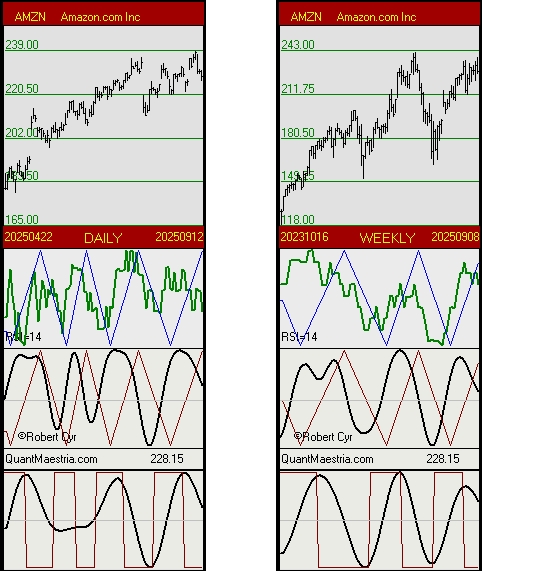 AMZN Amazon.com Inc
239.00
220.50
202.00
183.50
165.00
20250422 DAILY 20250912
RSI=14
©Robert Cyr
QuantMaestria.com 228.15
AMZN Amazon.com Inc
243.00
211.75
180.50
149.25
118.00
20231016 WEEKLY 20250908
RSI=14
©Robert Cyr
QuantMaestria.com 228.15